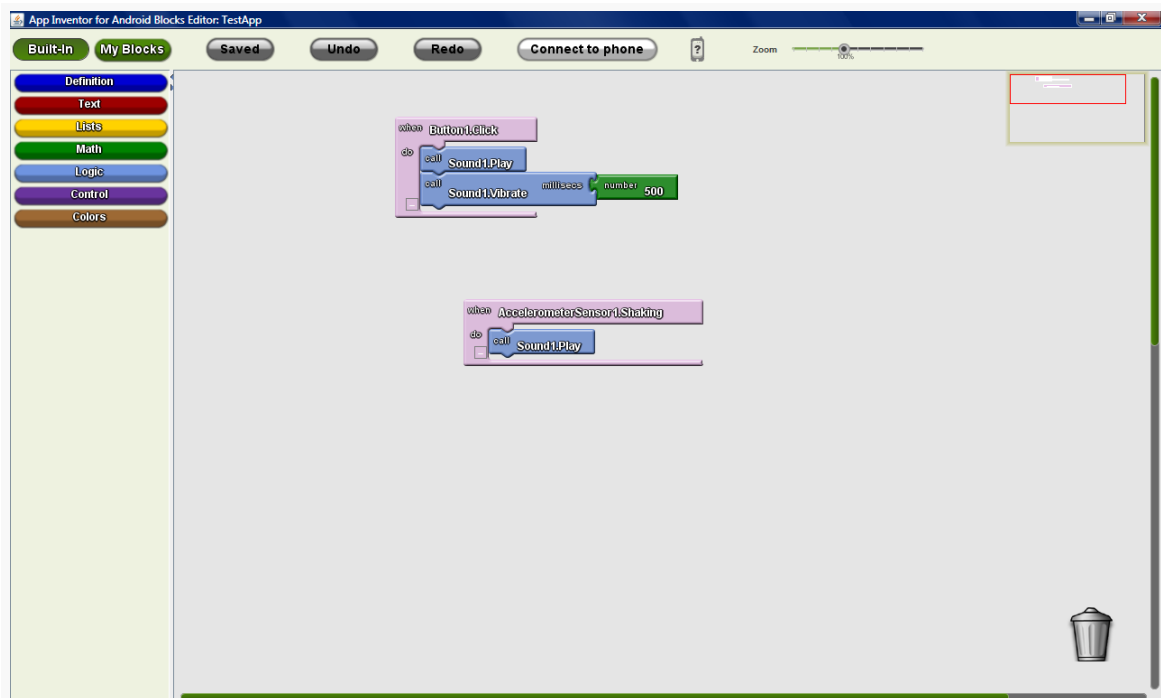 App Inventor for Android Blocks Editor: TestApp
Built-In My Blocks Saved Undo Redo Connect to phone ? Zoom 100%
Definition
Text
Lists
Math
Logic
Control
Colors
when Button1.Click
do call Sound1.Play
call Sound1.Vibrate millisecs number 500
when AccelerometerSensor1.Shaking
do call Sound1.Play